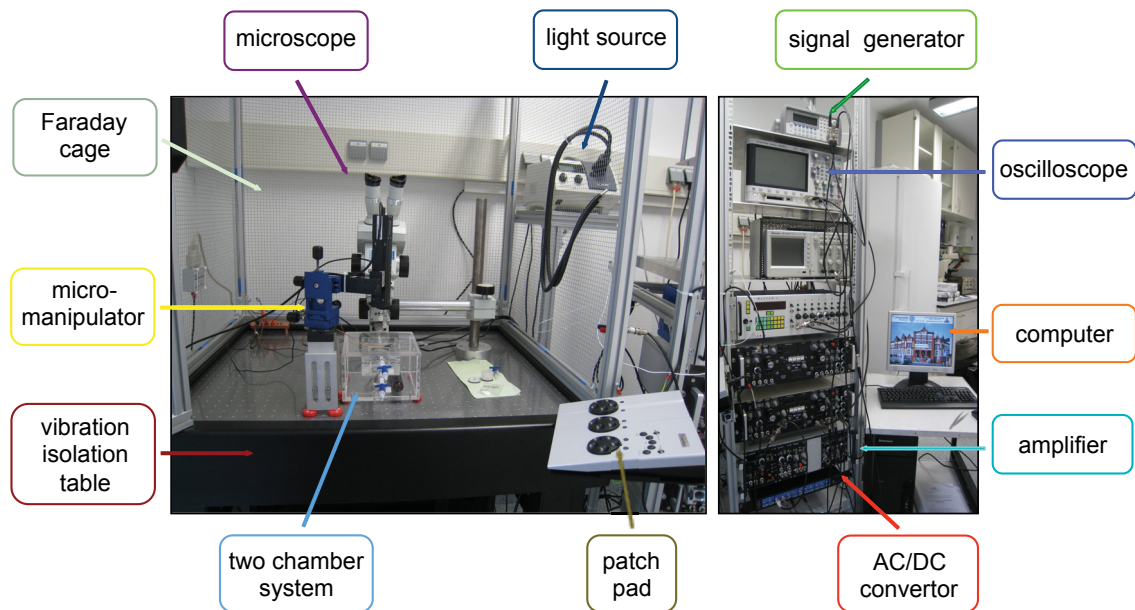 microscope
light source
signal generator
Faraday
cage
oscilloscope
micro-
manipulator
computer
vibration
isolation
table
amplifier
two chamber
system
patch
pad
AC/DC
convertor